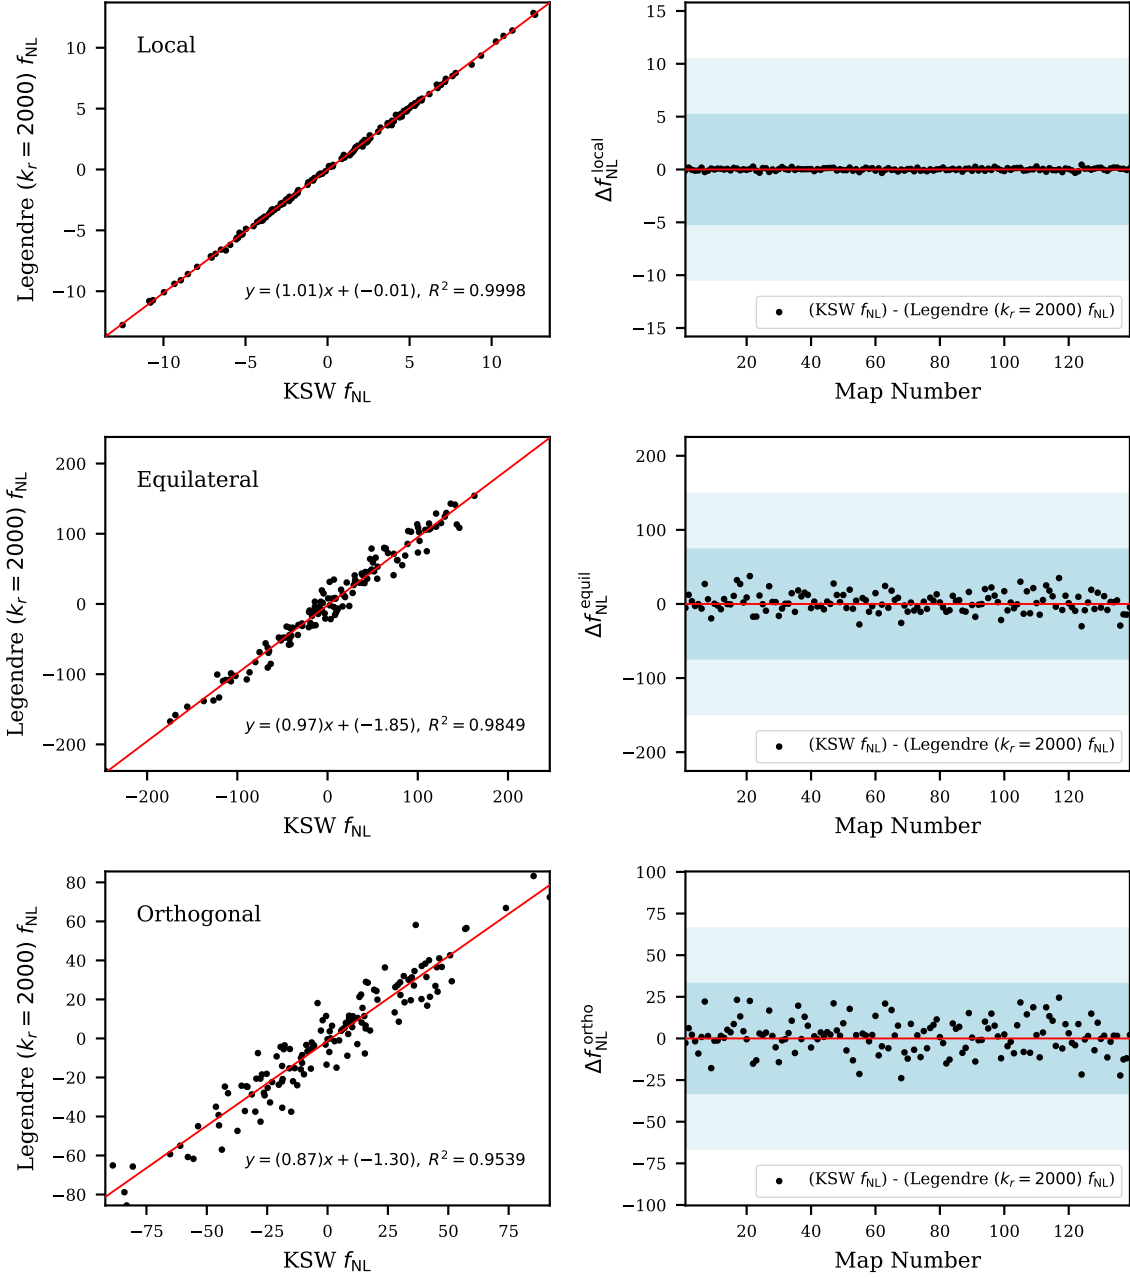 Local
Legendre (k_r = 2000) f_NL
10
5
0
−5
−10
y = (1.01)x + (−0.01), R² = 0.9998
−10 −5 0 5 10
KSW f_NL
Δf_NL^local
15
10
5
0
−5
−10
−15
(KSW f_NL) - (Legendre (k_r = 2000) f_NL)
20 40 60 80 100 120
Map Number
Equilateral
Legendre (k_r = 2000) f_NL
200
100
0
−100
−200
y = (0.97)x + (−1.85), R² = 0.9849
−200 −100 0 100 200
KSW f_NL
Δf_NL^equil
200
150
100
50
0
−50
−100
−150
−200
(KSW f_NL) - (Legendre (k_r = 2000) f_NL)
20 40 60 80 100 120
Map Number
Orthogonal
Legendre (k_r = 2000) f_NL
80
60
40
20
0
−20
−40
−60
−80
y = (0.87)x + (−1.30), R² = 0.9539
−75 −50 −25 0 25 50 75
KSW f_NL
Δf_NL^ortho
100
75
50
25
0
−25
−50
−75
−100
(KSW f_NL) - (Legendre (k_r = 2000) f_NL)
20 40 60 80 100 120
Map Number